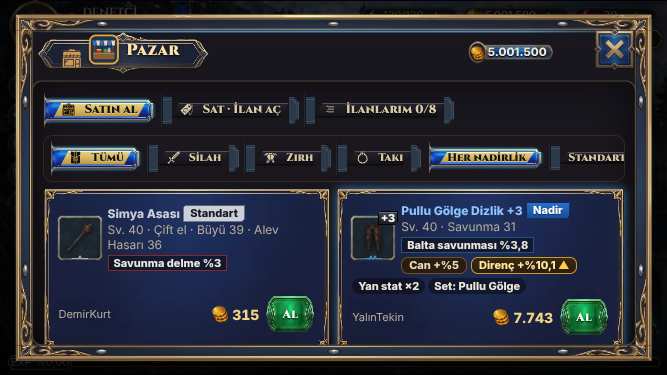 PAZAR
5.001.500
SATIN AL
SAT · İLAN AÇ
İLANLARIM 0/8
TÜMÜ
SİLAH
ZIRH
TAKI
HER NADİRLİK
STANDART
Simya Asası Standart
Sv. 40 · Çift el · Büyü 39 · Alev
Hasarı 36
Savunma delme %3
DemirKurt
315
AL
+3
Pullu Gölge Dizlik +3 Nadir
Sv. 40 · Savunma 31
Balta savunması %3,8
Can +%5
Direnç +%10,1 ▲
Yan stat ×2
Set: Pullu Gölge
YalınTekin
7.743
AL